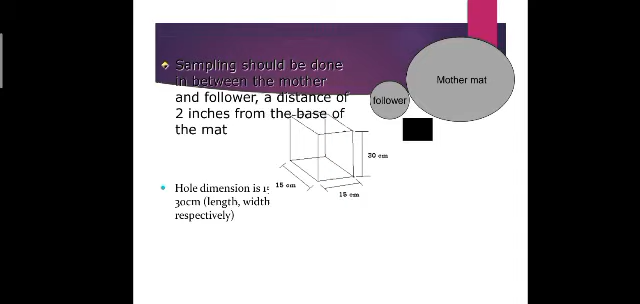 Sampling should be done
in between the mother
and follower, a distance of
2 inches from the base of
the mat
Mother mat
follower
30 cm
15 cm
15 cm
Hole dimension is
30cm (length, width
respectively)